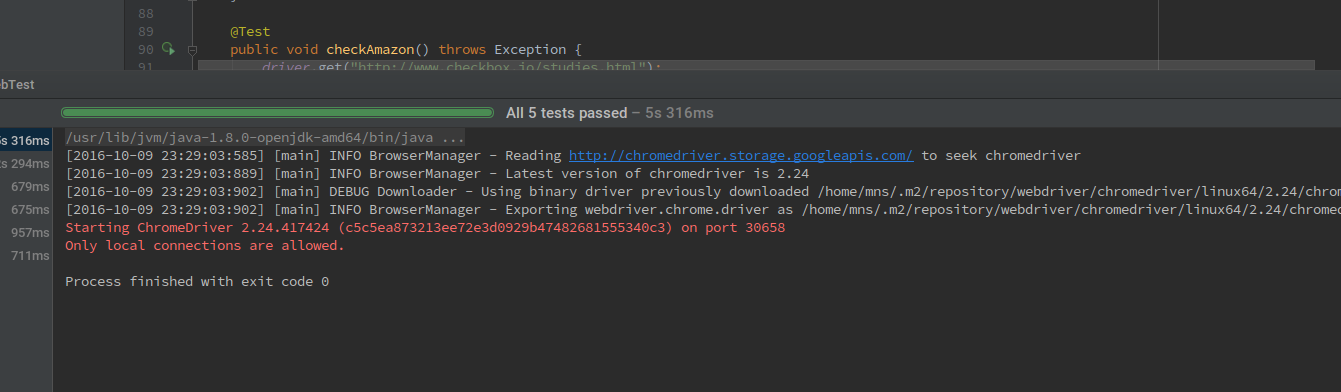 88
89 @Test
90 public void checkAmazon() throws Exception {
91 driver.get("http://www.checkbox.io/studies.html");
bTest
All 5 tests passed – 5s 316ms
5s 316ms /usr/lib/jvm/java-1.8.0-openjdk-amd64/bin/java ...
[2016-10-09 23:29:03:585] [main] INFO BrowserManager – Reading http://chromedriver.storage.googleapis.com/ to seek chromedriver
s 294ms
[2016-10-09 23:29:03:889] [main] INFO BrowserManager – Latest version of chromedriver is 2.24
679ms [2016-10-09 23:29:03:902] [main] DEBUG Downloader – Using binary driver previously downloaded /home/mns/.m2/repository/webdriver/chromedriver/linux64/2.24/chr
675ms [2016-10-09 23:29:03:902] [main] INFO BrowserManager – Exporting webdriver.chrome.driver as /home/mns/.m2/repository/webdriver/chromedriver/linux64/2.24/chrome
957ms Starting ChromeDriver 2.24.417424 (c5c5ea873213ee72e3d0929b47482681555340c3) on port 30658
Only local connections are allowed.
711ms
Process finished with exit code 0